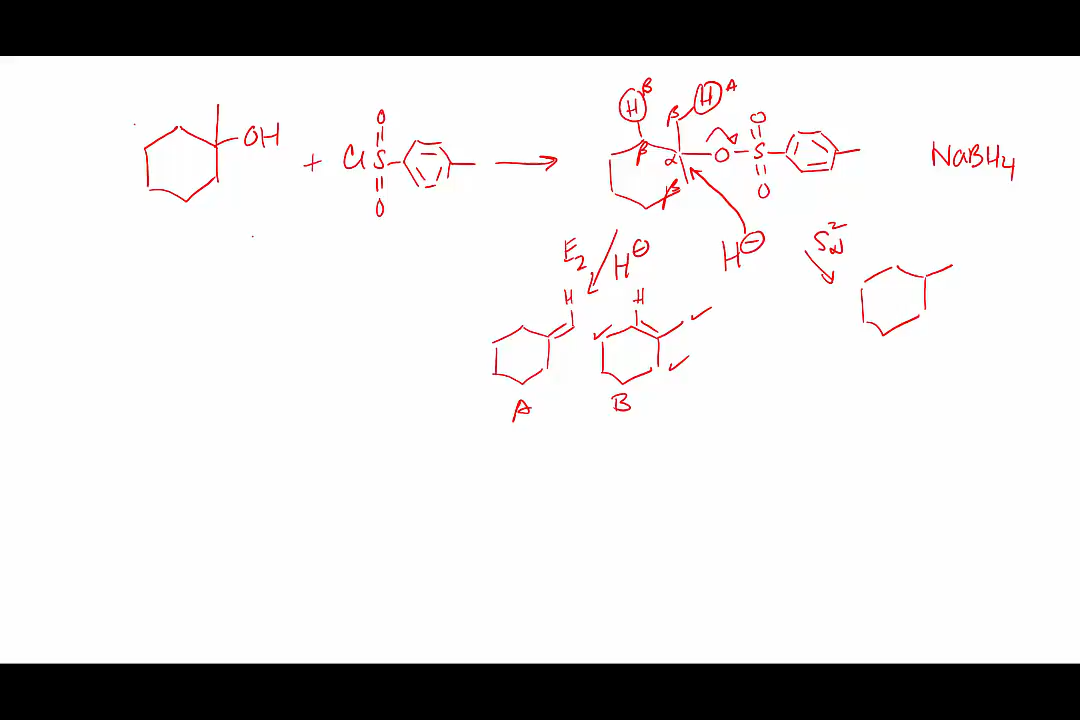 OH + Cl S O O → H β H A β β α β O S O O NaBH4
E2 H⊖ H⊖ SN2
H H
A B